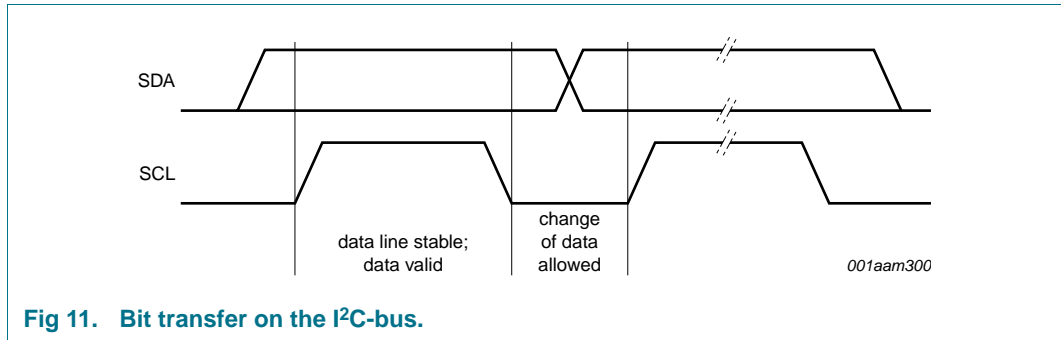 SDA
SCL
data line stable;
data valid
change
of data
allowed
001aam300
Fig 11. Bit transfer on the I²C-bus.